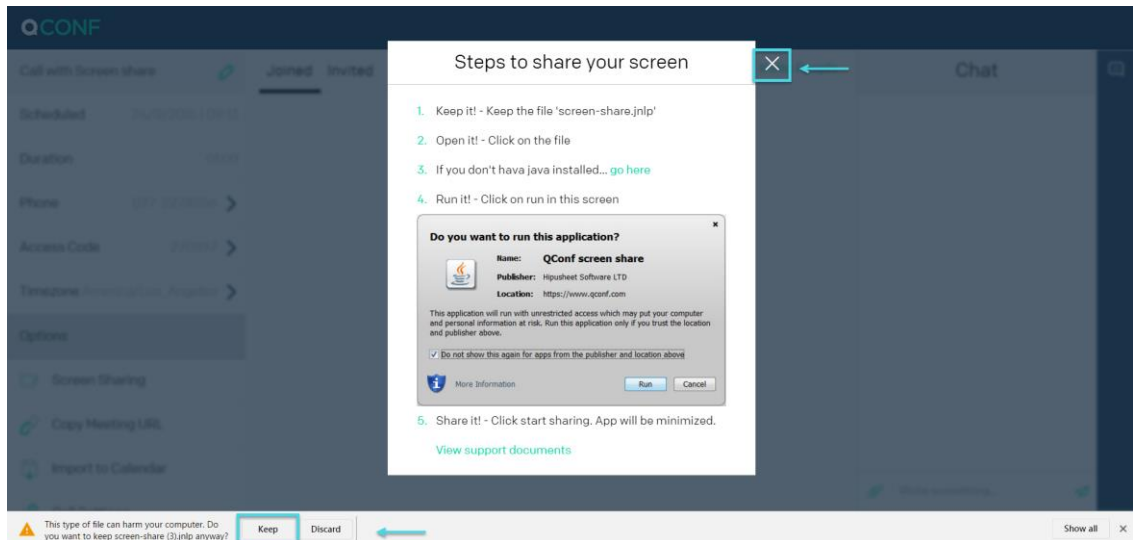 QCONF
Call with Screen share
Joined Invited
Chat
Scheduled
Duration
Phone
Access Code
Timezone
Options
Screen Sharing
Copy Meeting URL
Import to Calendar
Steps to share your screen
1. Keep it! - Keep the file 'screen-share.jnlp'
2. Open it! - Click on the file
3. If you don't hava java installed... go here
4. Run it! - Click on run in this screen
Do you want to run this application?
Name: QConf screen share
Publisher: Hipusheet Software LTD
Location: https://www.qconf.com
This application will run with unrestricted access which may put your computer
and personal information at risk. Run this application only if you trust the location
and publisher above.
Do not show this again for apps from the publisher and location above
More Information
Run Cancel
5. Share it! - Click start sharing. App will be minimized.
View support documents
This type of file can harm your computer. Do
you want to keep screen-share (3).jnlp anyway?
Keep Discard
Show all